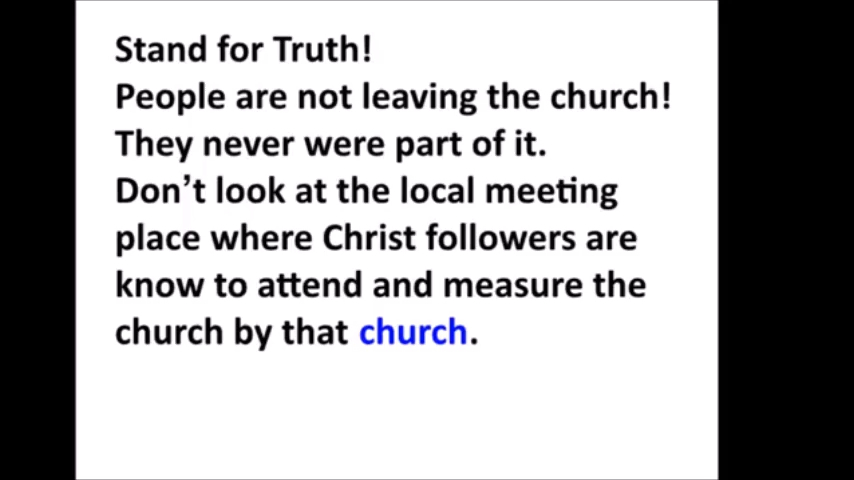 Stand for Truth!
People are not leaving the church!
They never were part of it.
Don’t look at the local meeting
place where Christ followers are
know to attend and measure the
church by that church.